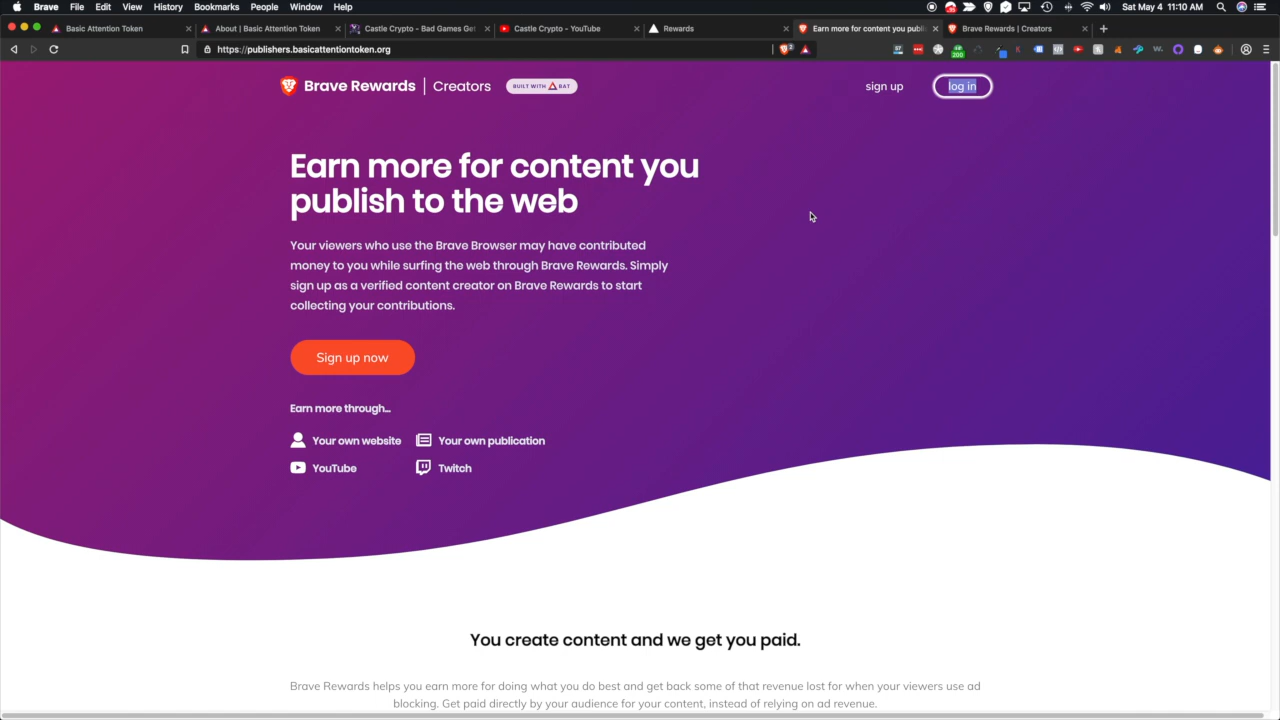 Brave File Edit View History Bookmarks People Window Help
Sat May 4 11:10 AM
Basic Attention Token
About | Basic Attention Token
Castle Crypto - Bad Games Get
Castle Crypto - YouTube
Rewards
Earn more for content you publ
Brave Rewards | Creators
https://publishers.basicattentiontoken.org
2
200
Brave Rewards | Creators
BUILT WITH BAT
sign up
log in
Earn more for content you
publish to the web
Your viewers who use the Brave Browser may have contributed
money to you while surfing the web through Brave Rewards. Simply
sign up as a verified content creator on Brave Rewards to start
collecting your contributions.
Sign up now
Earn more through...
Your own website
Your own publication
YouTube
Twitch
You create content and we get you paid.
Brave Rewards helps you earn more for doing what you do best and get back some of that revenue lost for when your viewers use ad
blocking. Get paid directly by your audience for your content, instead of relying on ad revenue.